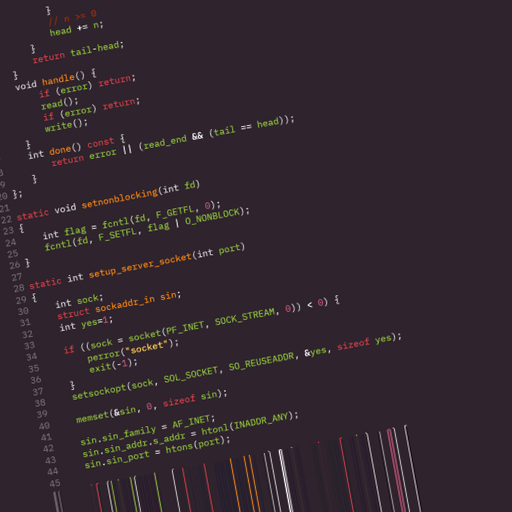 }
// n >= 0
head += n;
}
return tail-head;
}
void handle() {
if (error) return;
read();
if (error) return;
write();
}
int done() const {
return error || (read_end && (tail == head));
}
20 };
21
22 static void setnonblocking(int fd)
23 {
24 int flag = fcntl(fd, F_GETFL, 0);
25 fcntl(fd, F_SETFL, flag | O_NONBLOCK);
26 }
27
28 static int setup_server_socket(int port)
29 {
30 int sock;
31 struct sockaddr_in sin;
32 int yes=1;
33
34 if ((sock = socket(PF_INET, SOCK_STREAM, 0)) < 0) {
35 perror("socket");
36 exit(-1);
37 }
38 setsockopt(sock, SOL_SOCKET, SO_REUSEADDR, &yes, sizeof yes);
39
40 memset(&sin, 0, sizeof sin);
41
42 sin.sin_family = AF_INET;
43 sin.sin_addr.s_addr = htonl(INADDR_ANY);
44 sin.sin_port = htons(port);
45